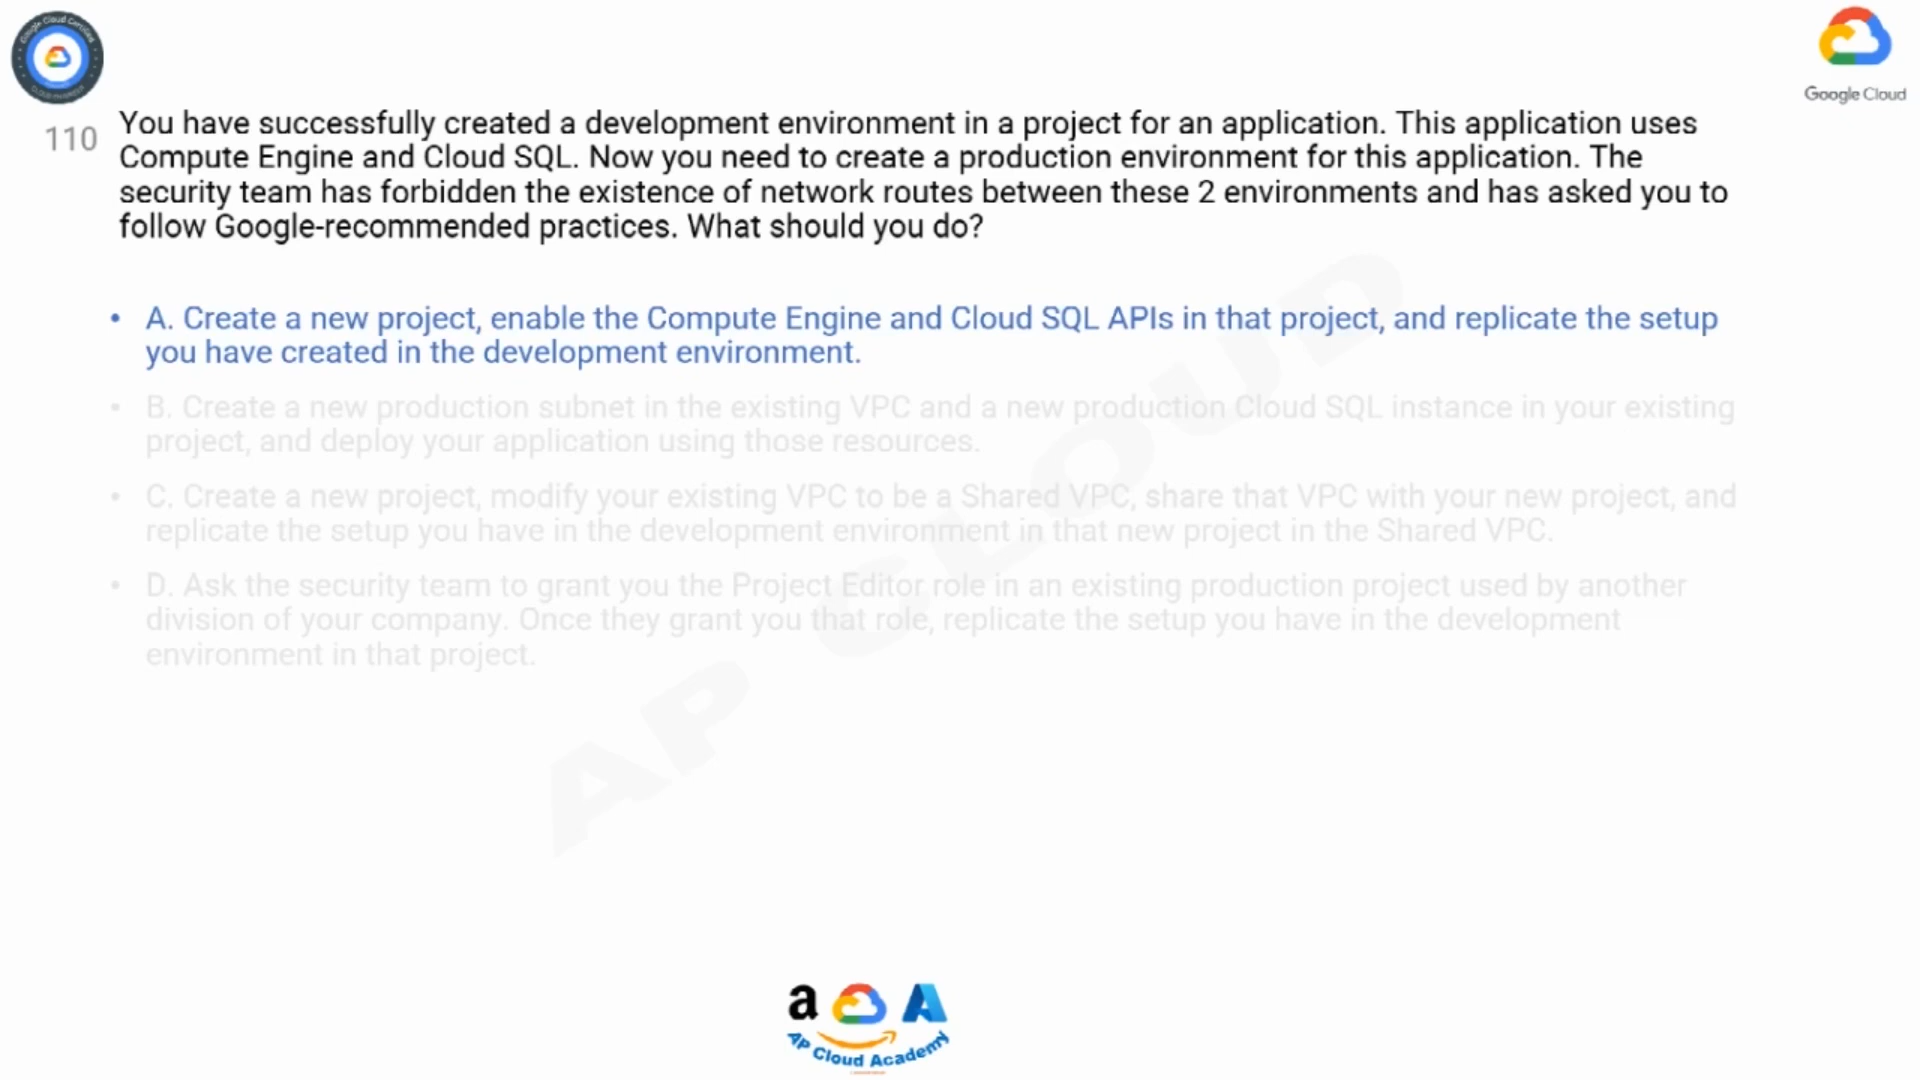 Google Cloud Certified
Google Cloud
110
You have successfully created a development environment in a project for an application. This application uses
Compute Engine and Cloud SQL. Now you need to create a production environment for this application. The
security team has forbidden the existence of network routes between these 2 environments and has asked you to
follow Google-recommended practices. What should you do?
• A. Create a new project, enable the Compute Engine and Cloud SQL APIs in that project, and replicate the setup
you have created in the development environment.
• B. Create a new production subnet in the existing VPC and a new production Cloud SQL instance in your existing
project, and deploy your application using those resources.
• C. Create a new project, modify your existing VPC to be a Shared VPC, share that VPC with your new project, and
replicate the setup you have in the development environment in that new project in the Shared VPC.
• D. Ask the security team to grant you the Project Editor role in an existing production project used by another
division of your company. Once they grant you that role, replicate the setup you have in the development
environment in that project.
AP CLOUD
a
AP Cloud Academy